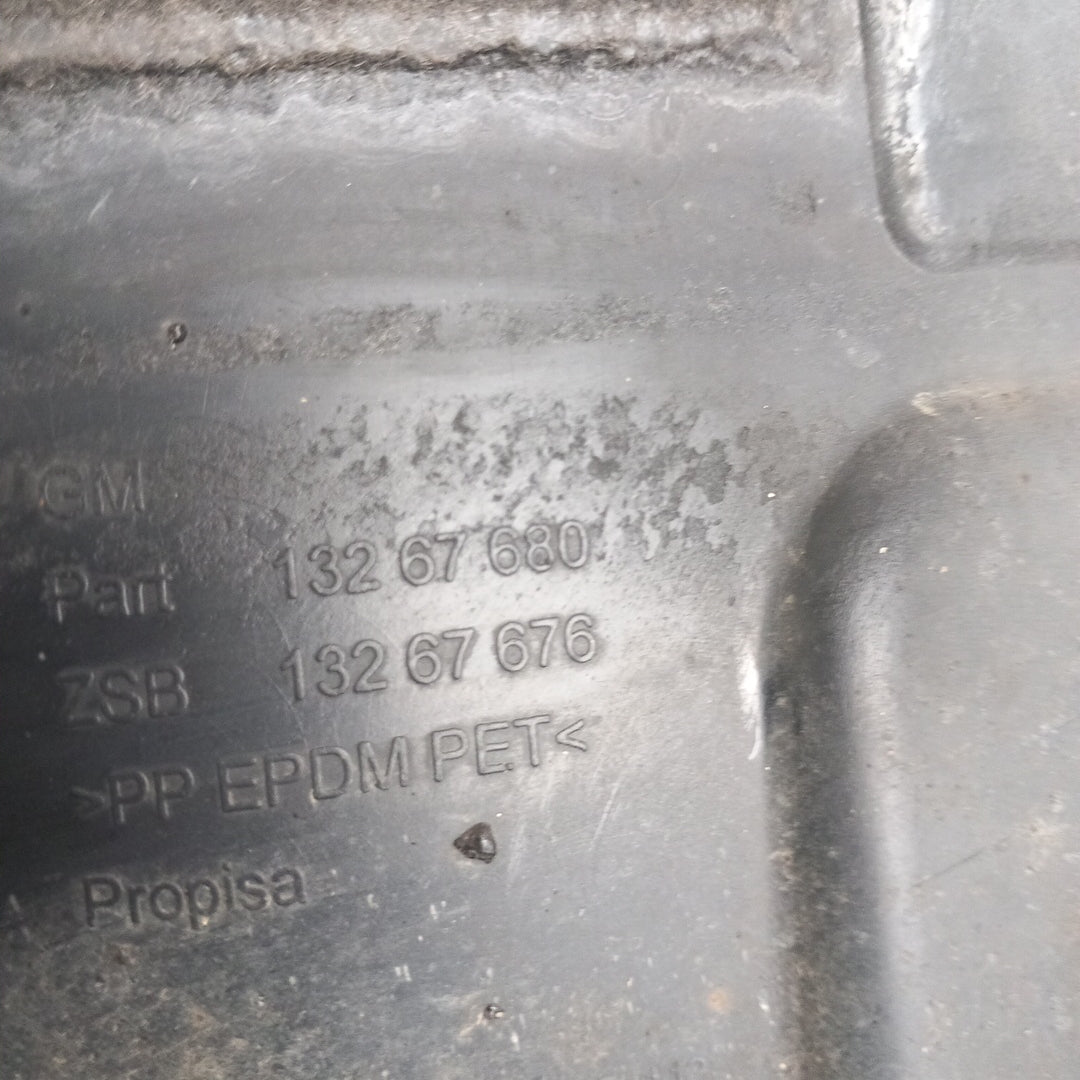 GM
Part 132 67 680
ZSB 132 67 676
>PP EPDM PET<
Propisa